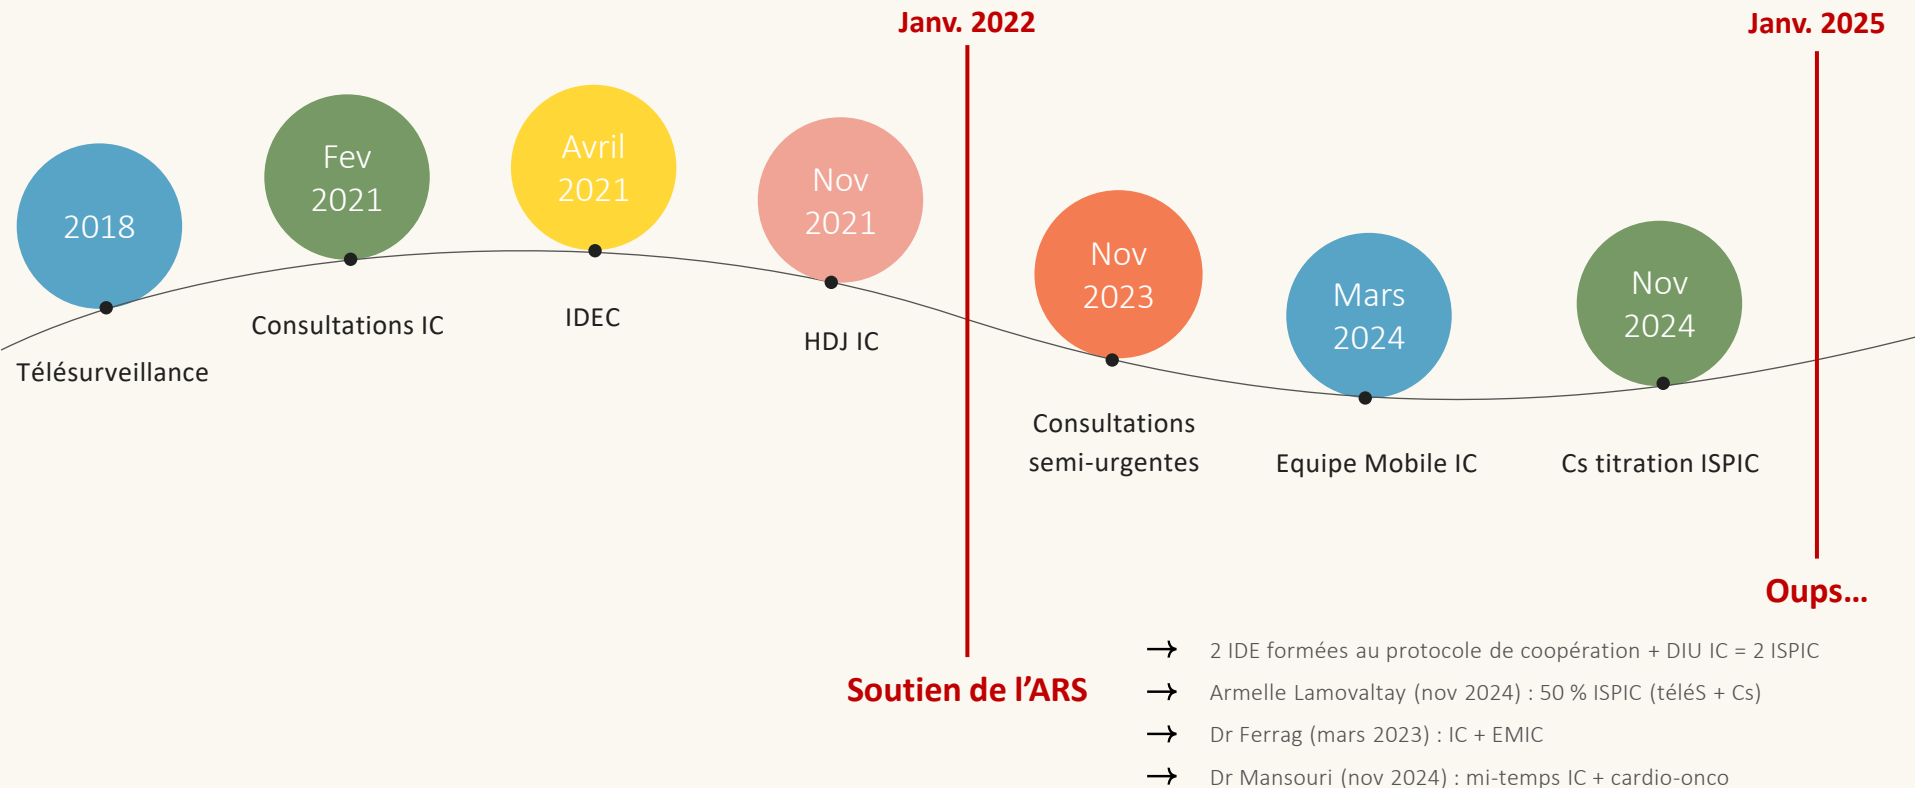 Janv. 2022
Janv. 2025
2018
Télésurveillance
Fev
2021
Consultations IC
Avril
2021
IDEC
Nov
2021
HDJ IC
Nov
2023
Consultations
semi-urgentes
Mars
2024
Equipe Mobile IC
Nov
2024
Cs titration ISPIC
Soutien de l’ARS
Oups…
→ 2 IDE formées au protocole de coopération + DIU IC = 2 ISPIC
→ Armelle Lamovaltay (nov 2024) : 50 % ISPIC (téléS + Cs)
→ Dr Ferrag (mars 2023) : IC + EMIC
→ Dr Mansouri (nov 2024) : mi-temps IC + cardio-onco